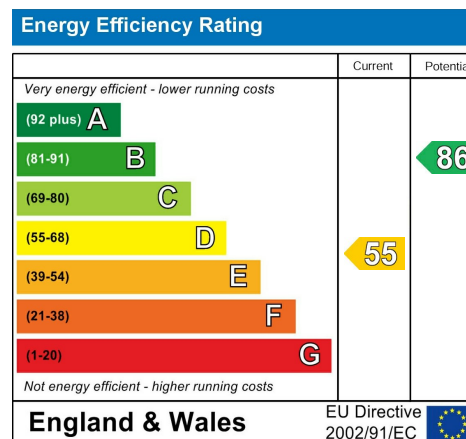 Energy Efficiency Rating
Current Potentia
Very energy efficient - lower running costs
(92 plus) A
(81-91) B
86
(69-80) C
(55-68) D
55
(39-54) E
(21-38) F
(1-20) G
Not energy efficient - higher running costs
England & Wales
EU Directive
2002/91/EC